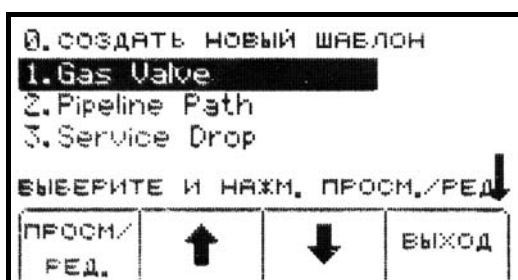 0.СОЗДАТЬ НОВЫЙ ШАБЛОН
1.Gas Valve
2.Pipeline Path
3.Service Drop
ВЫБЕРИТЕ И НАЖМ. ПРОСМ./РЕД.
ПРОСМ/
РЕД.
ВЫХОД